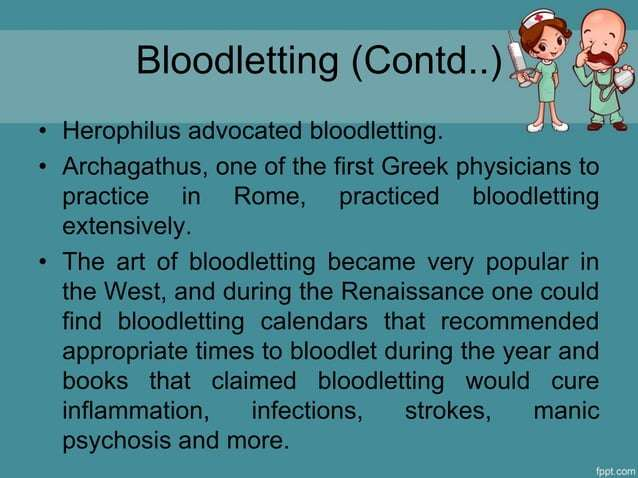 Bloodletting (Contd..)
• Herophilus advocated bloodletting.
• Archagathus, one of the first Greek physicians to
practice in Rome, practiced bloodletting
extensively.
• The art of bloodletting became very popular in
the West, and during the Renaissance one could
find bloodletting calendars that recommended
appropriate times to bloodlet during the year and
books that claimed bloodletting would cure
inflammation, infections, strokes, manic
psychosis and more.
fppt.com